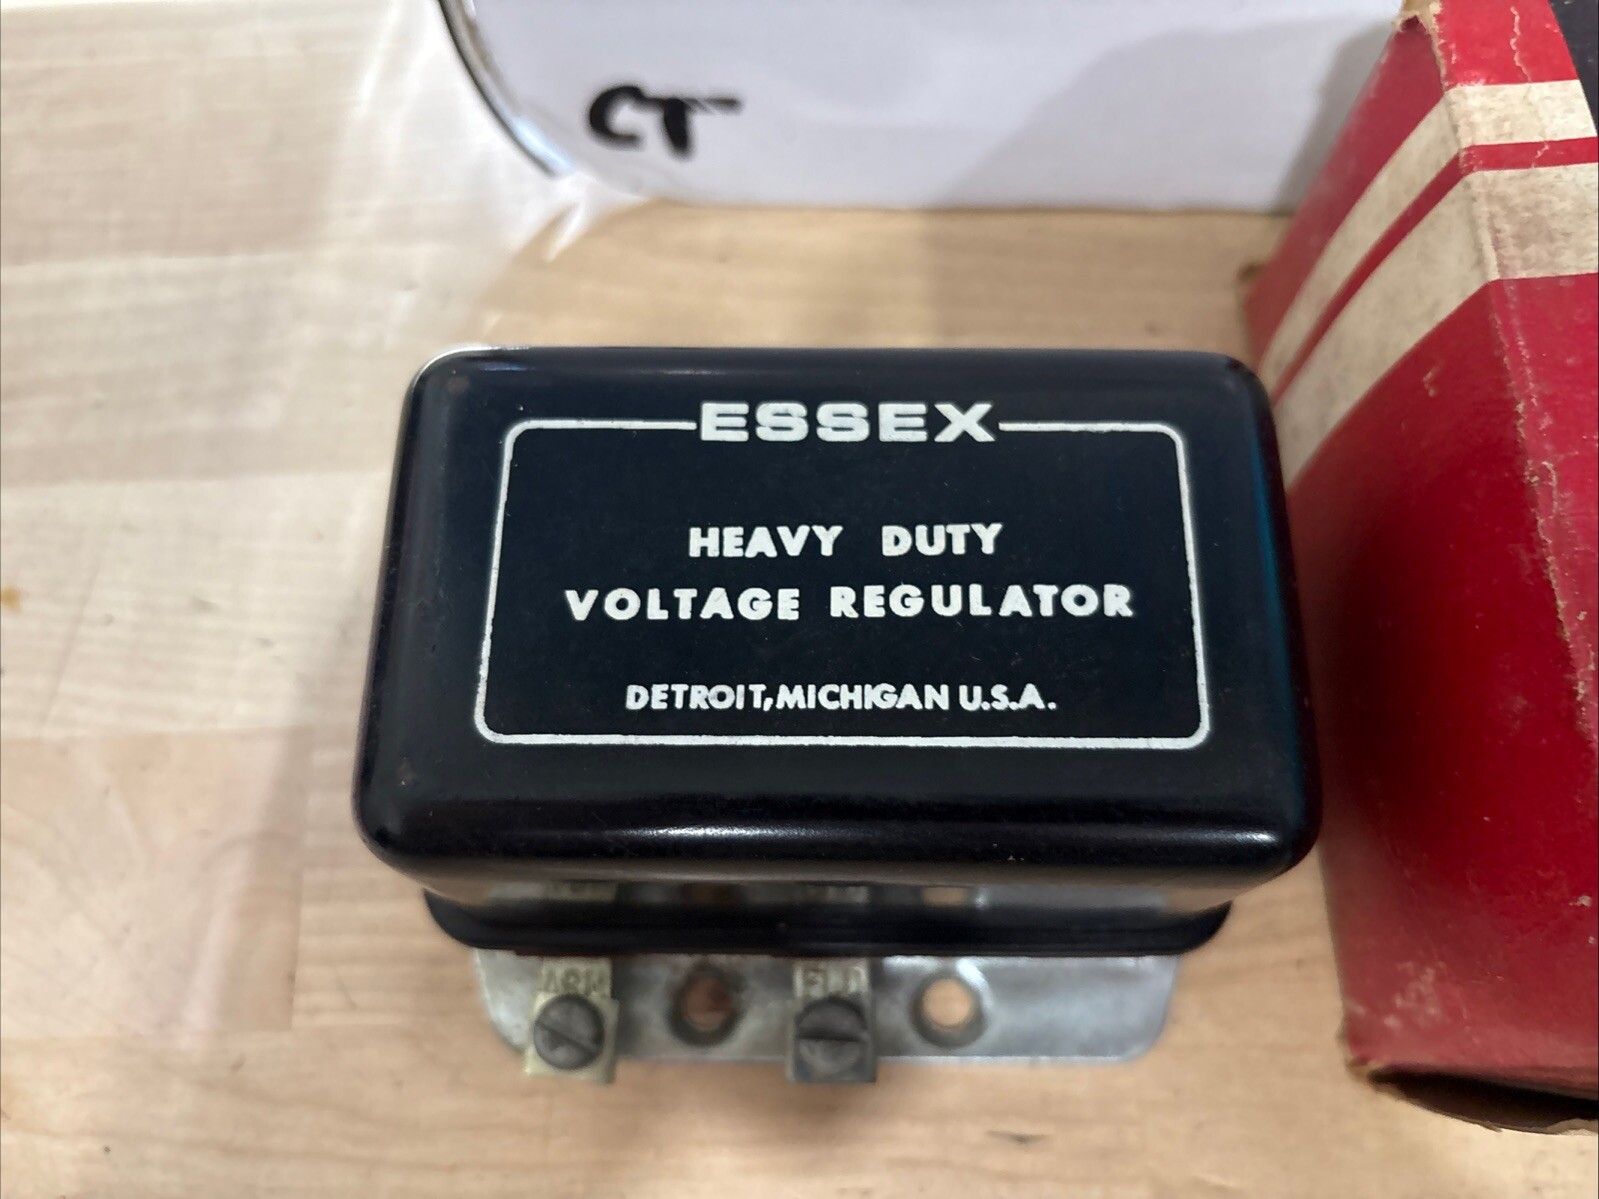 CT
ESSEX
HEAVY DUTY
VOLTAGE REGULATOR
DETROIT, MICHIGAN U.S.A.
ARM FLD